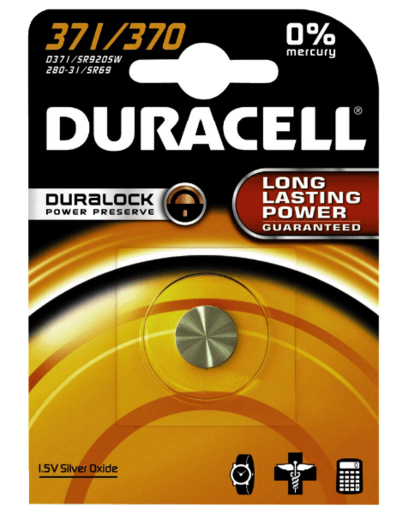 371/370
D371/SR920SW
280-31/SR69
0%
mercury
DURACELL®
DURALOCK
POWER PRESERVE
LONG
LASTING
POWER
GUARANTEED
1.5V Silver Oxide